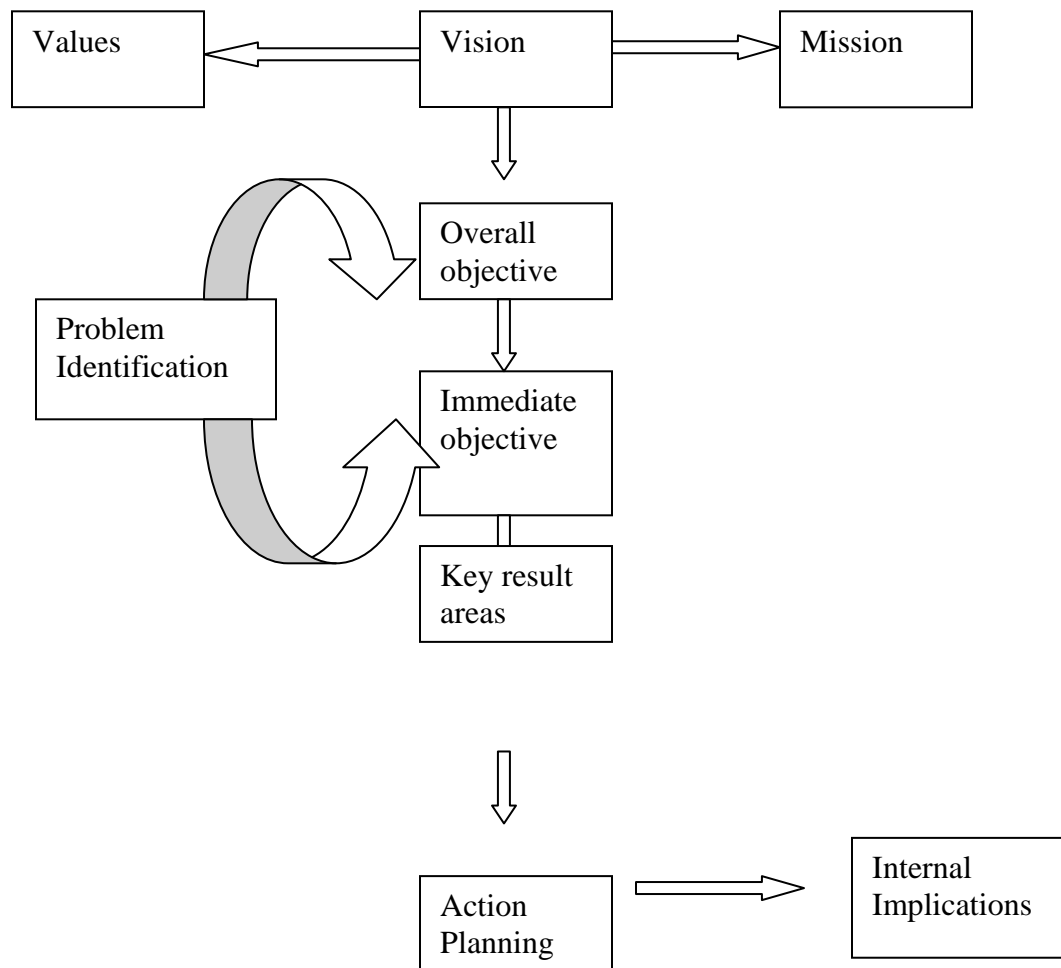 Values
Vision
Mission
Overall
objective
Problem
Identification
Immediate
objective
Key result
areas
Internal
Implications
Action
Planning